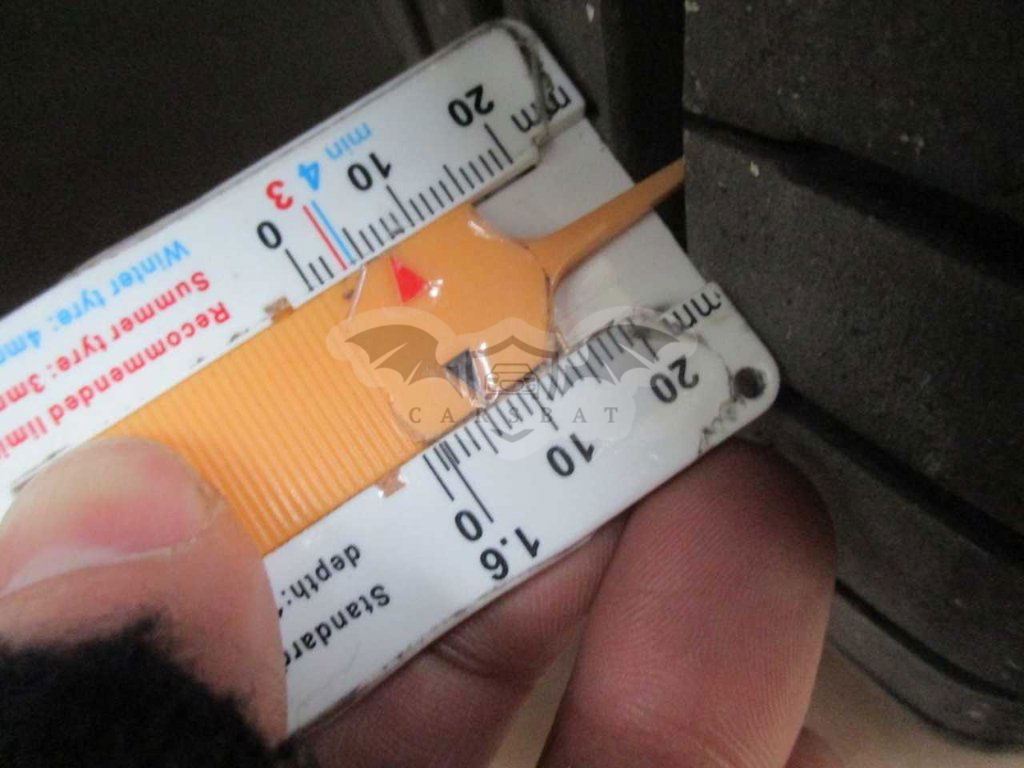 mm 20 10 0
min 4 3
Recommended limi
Summer tyre: 3m
Winter tyre: 4m
mm 20 10 0
1.6
Standar
depth:
CARSBAT